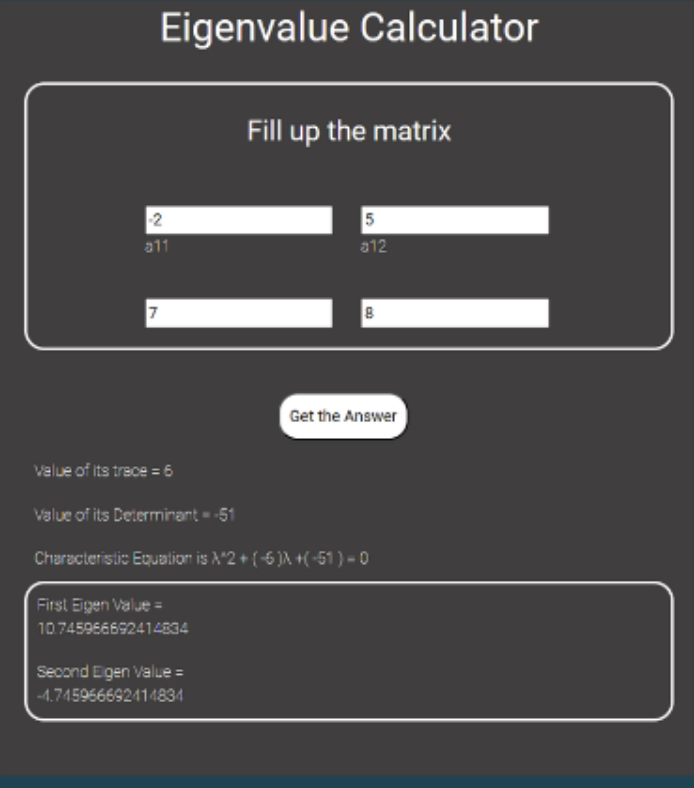 Eigenvalue Calculator
Fill up the matrix
-2 5
a11 a12
7 8
Get the Answer
Value of its trace = 6
Value of its Determinant = -51
Characteristic Equation is λ^2 + ( -6 )λ +( -51 ) = 0
First Eigen Value =
10.745966692414834
Second Eigen Value =
-4.745966692414834